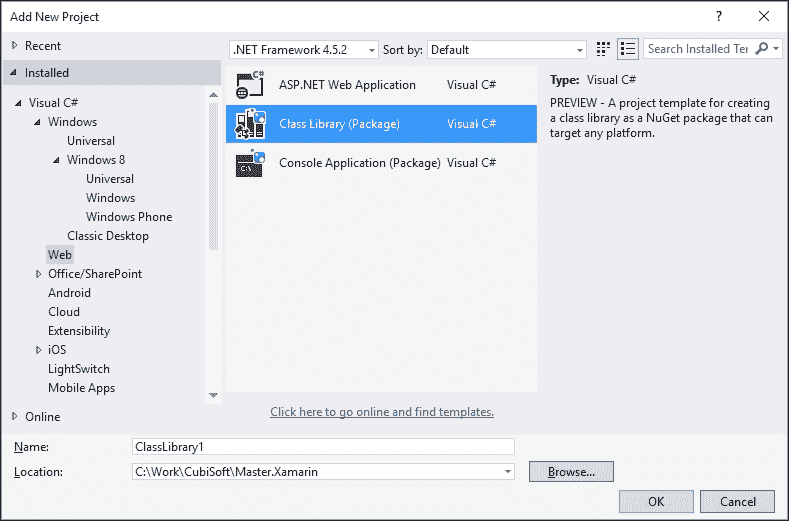 Add New Project
?
Recent
.NET Framework 4.5.2
Sort by:
Default
Search Installed Te
Installed
Visual C#
Windows
Universal
Windows 8
Universal
Windows
Windows Phone
Classic Desktop
Web
Office/SharePoint
Android
Cloud
Extensibility
iOS
LightSwitch
Mobile Apps
Online
ASP.NET Web Application Visual C#
Class Library (Package) Visual C#
Console Application (Package) Visual C#
Type: Visual C#
PREVIEW - A project template for creating
a class library as a NuGet package that can
target any platform.
Click here to go online and find templates.
Name: ClassLibrary1
Location: C:\Work\CubiSoft\Master.Xamarin
Browse...
OK
Cancel